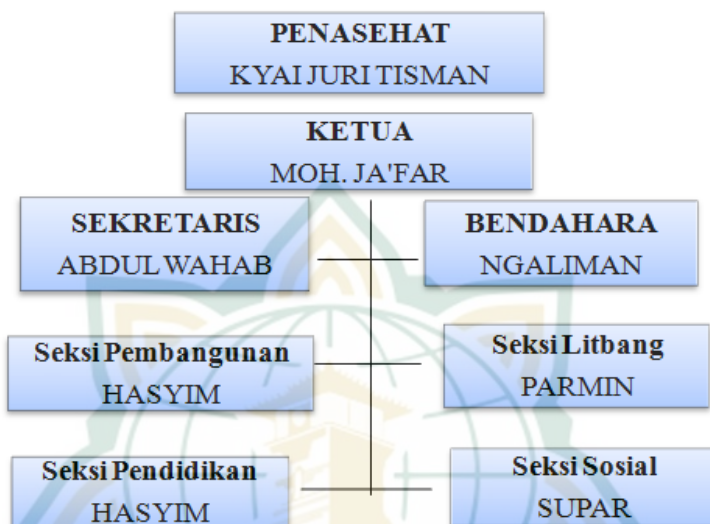 PENASEHAT
KYAI JURI TISMAN
KETUA
MOH. JA'FAR
SEKRETARIS
ABDUL WAHAB
BENDAHARA
NGALIMAN
Seksi Pembangunan
HASYIM
Seksi Litbang
PARMIN
Seksi Pendidikan
HASYIM
Seksi Sosial
SUPAR